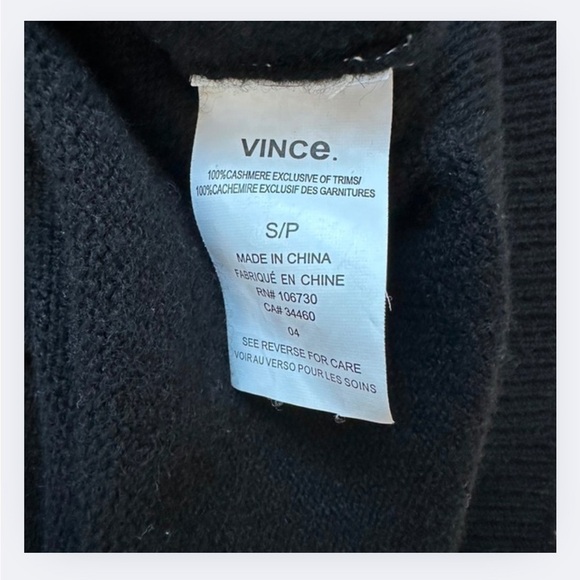 VINCe.
100%CASHMERE EXCLUSIVE OF TRIMS/
100%CACHEMIRE EXCLUSIF DES GARNITURES
S/P
MADE IN CHINA
FABRIQUÉ EN CHINE
RN# 106730
CA# 34460
04
SEE REVERSE FOR CARE
VOIR AU VERSO POUR LES SOINS